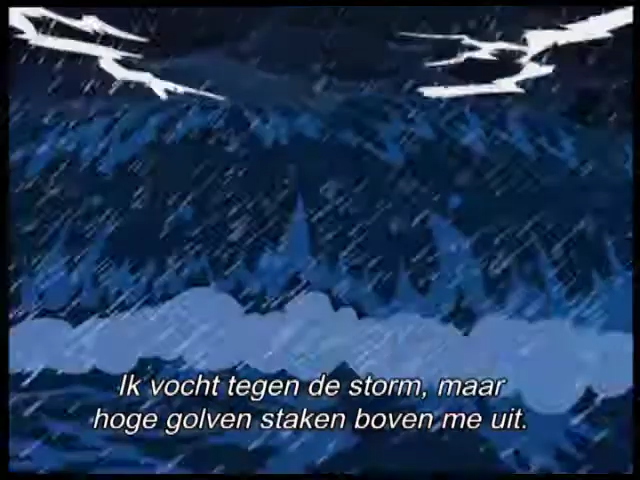 Ik vocht tegen de storm, maar
hoge golven staken boven me uit.